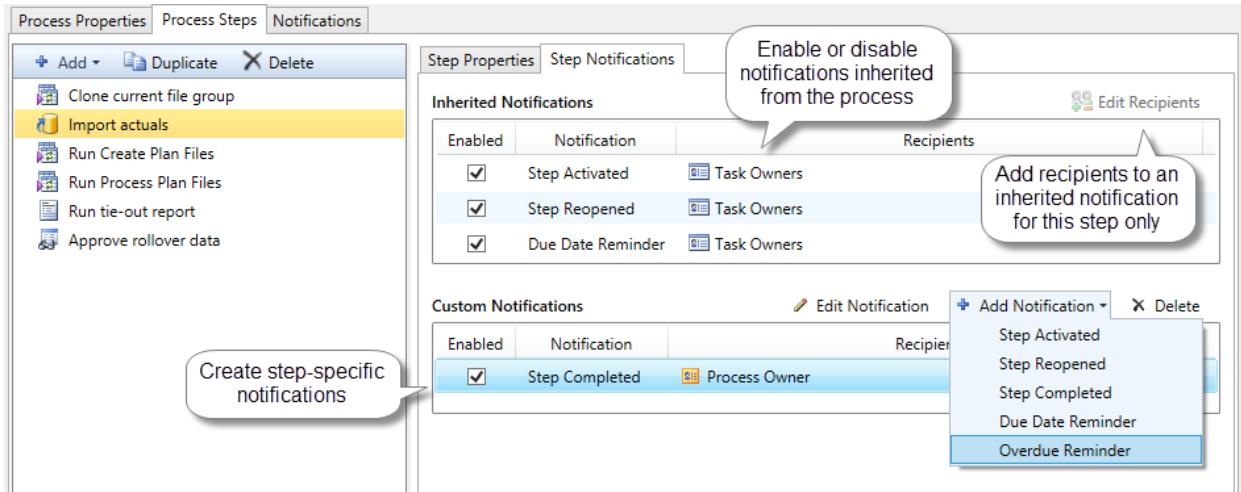 Process Properties Process Steps Notifications
Add Duplicate Delete
Clone current file group
Import actuals
Run Create Plan Files
Run Process Plan Files
Run tie-out report
Approve rollover data
Step Properties Step Notifications
Enable or disable
notifications inherited
from the process
Inherited Notifications Edit Recipients
Enabled Notification Recipients
Step Activated Task Owners
Step Reopened Task Owners
Due Date Reminder Task Owners
Add recipients to an
inherited notification
for this step only
Custom Notifications Edit Notification Add Notification Delete
Enabled Notification Recipien
Step Completed Process Owner
Create step-specific
notifications
Step Activated
Step Reopened
Step Completed
Due Date Reminder
Overdue Reminder